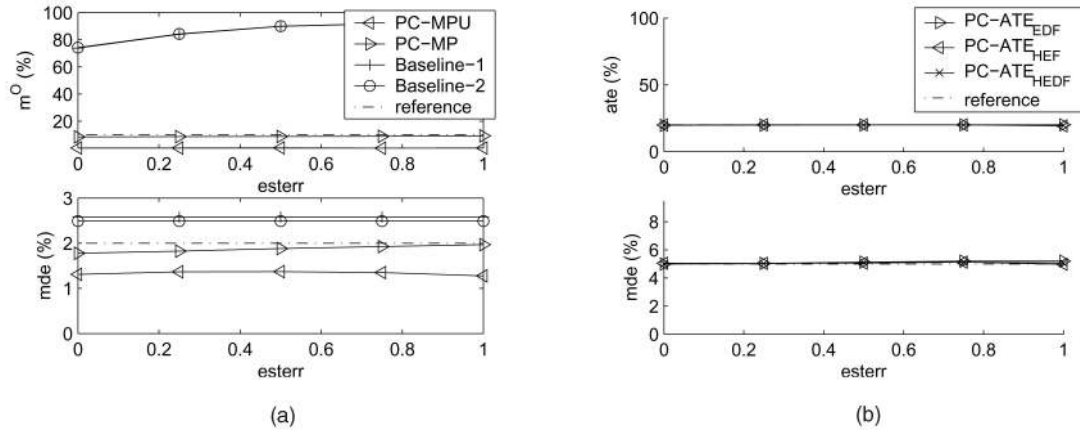 100
80
60
40
20
m^O (%)
0 0.2 0.4 0.6 0.8 1
esterr
PC−MPU
PC−MP
Baseline−1
Baseline−2
reference
3
2
1
0
mde (%)
0 0.2 0.4 0.6 0.8 1
esterr
(a)
100
50
0
ate (%)
0 0.2 0.4 0.6 0.8 1
esterr
PC−ATE_EDF
PC−ATE_HEF
PC−ATE_HEDF
reference
8
6
4
2
0
mde (%)
0 0.2 0.4 0.6 0.8 1
esterr
(b)